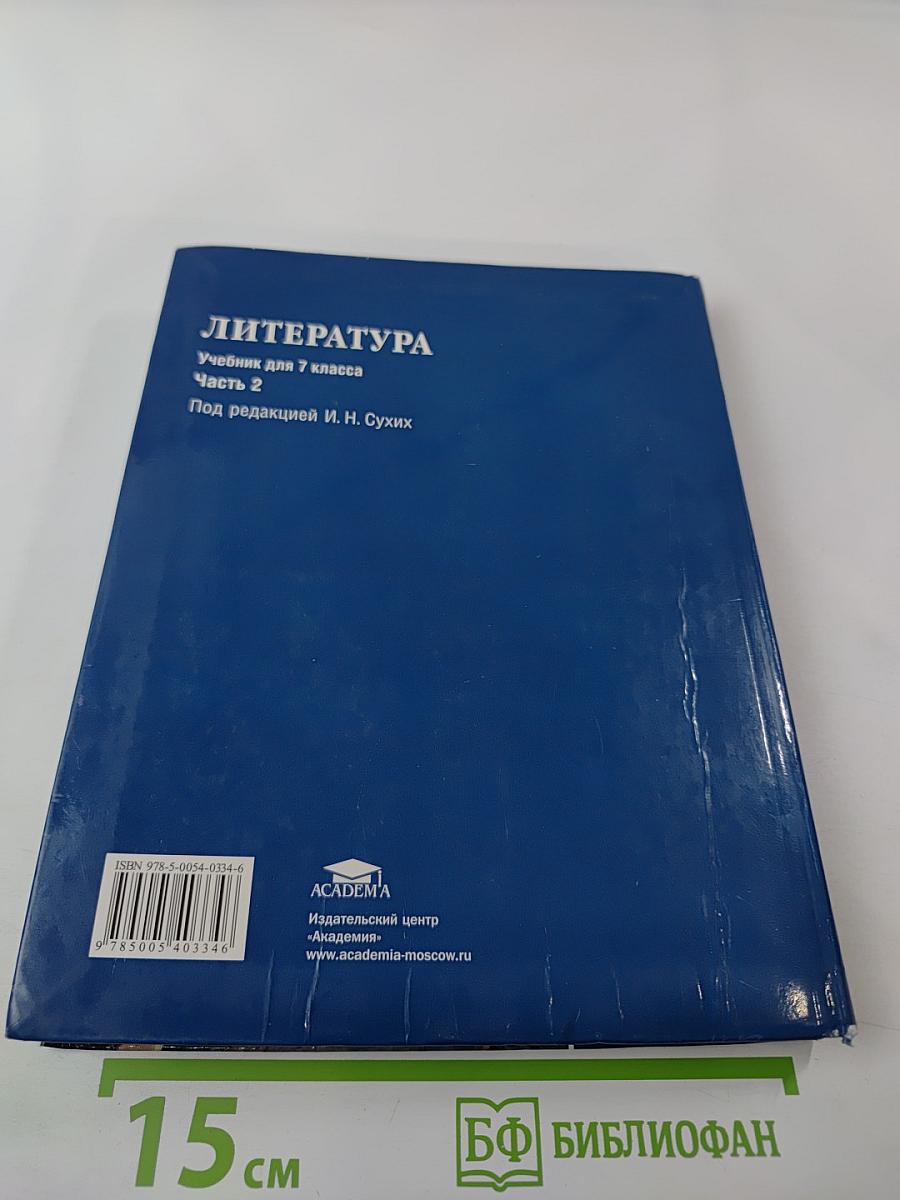 ЛИТЕРАТУРА
Учебник для 7 класса
Часть 2
Под редакцией И. Н. Сухих
ISBN 978-5-0054-0334-6
9 785005 403346
ACADEMA
Издательский центр
«Академия»
www.academia-moscow.ru
15 см
БФ БИБЛИОФАН